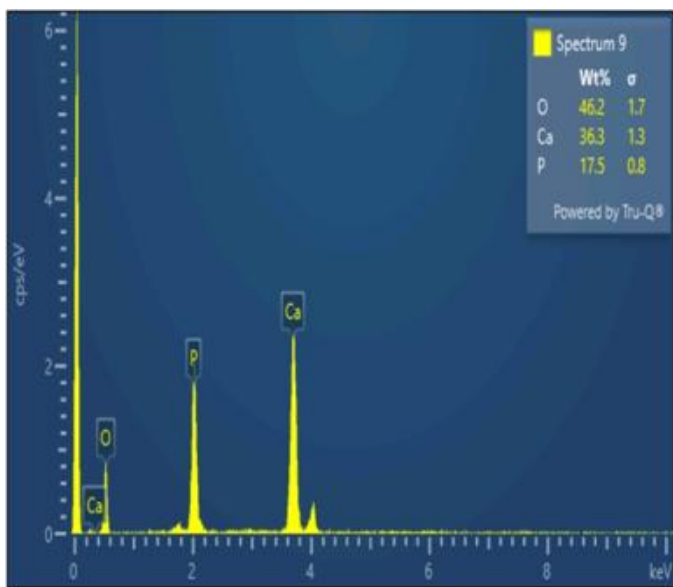 6
Spectrum 9
Wt% σ
O 46.2 1.7
Ca 36.3 1.3
P 17.5 0.8
Powered by Tru-Q®
4
cps/eV
Ca
P
2
O
Ca
0
0 2 4 6 8 keV